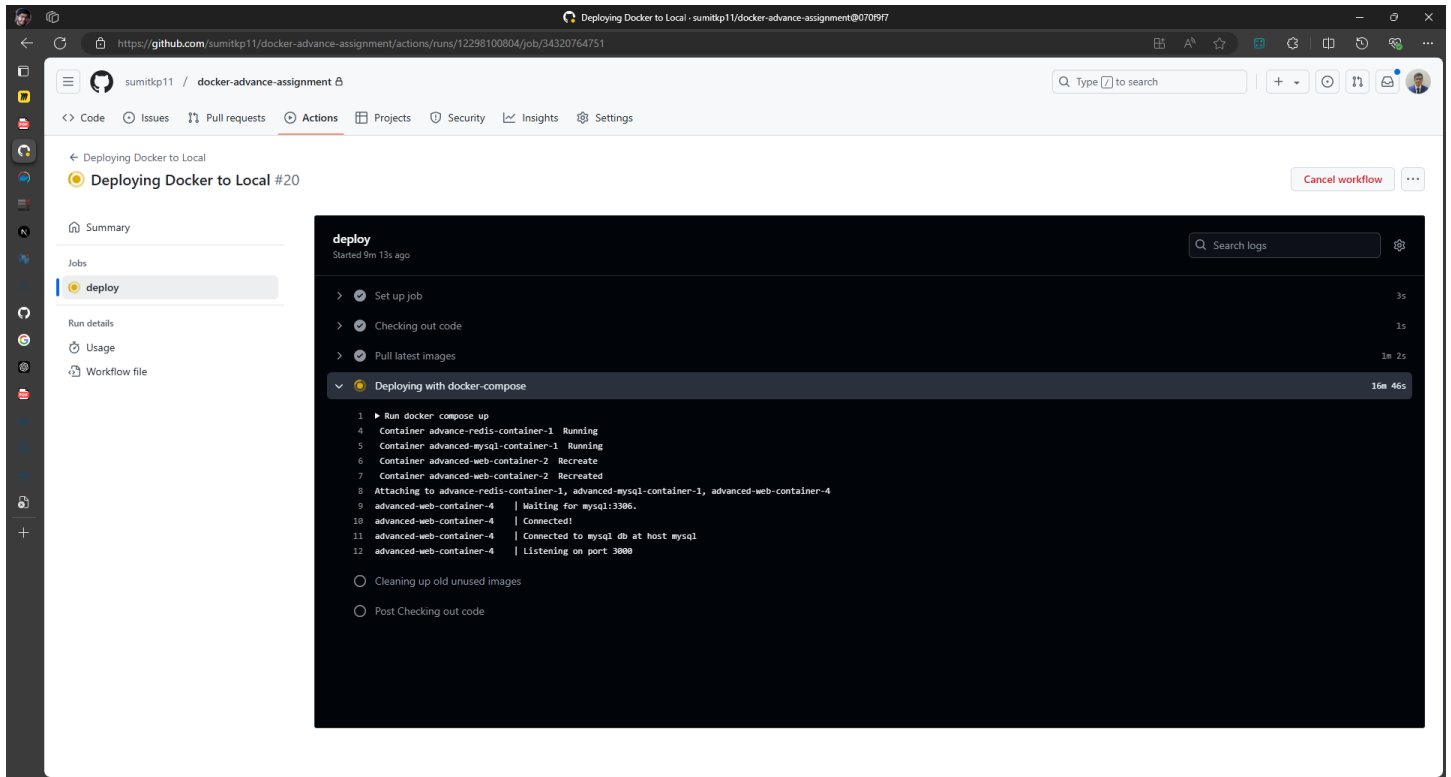 Deploying Docker to Local · sumitkp11/docker-advance-assignment@070f9f7
https://github.com/sumitkp11/docker-advance-assignment/actions/runs/12298100804/job/34320764751
sumitkp11 / docker-advance-assignment
Type / to search
Code Issues Pull requests Actions Projects Security Insights Settings
← Deploying Docker to Local
Deploying Docker to Local #20
Cancel workflow
Summary
Jobs
deploy
Run details
Usage
Workflow file
deploy
Started 9m 13s ago
Search logs
Set up job 3s
Checking out code 1s
Pull latest images 1m 2s
Deploying with docker-compose 16m 46s
1 ▶ Run docker compose up
4 Container advance-redis-container-1 Running
5 Container advanced-mysql-container-1 Running
6 Container advanced-web-container-2 Recreate
7 Container advanced-web-container-2 Recreated
8 Attaching to advance-redis-container-1, advanced-mysql-container-1, advanced-web-container-4
9 advanced-web-container-4 | Waiting for mysql:3306.
10 advanced-web-container-4 | Connected!
11 advanced-web-container-4 | Connected to mysql db at host mysql
12 advanced-web-container-4 | Listening on port 3000
Cleaning up old unused images
Post Checking out code